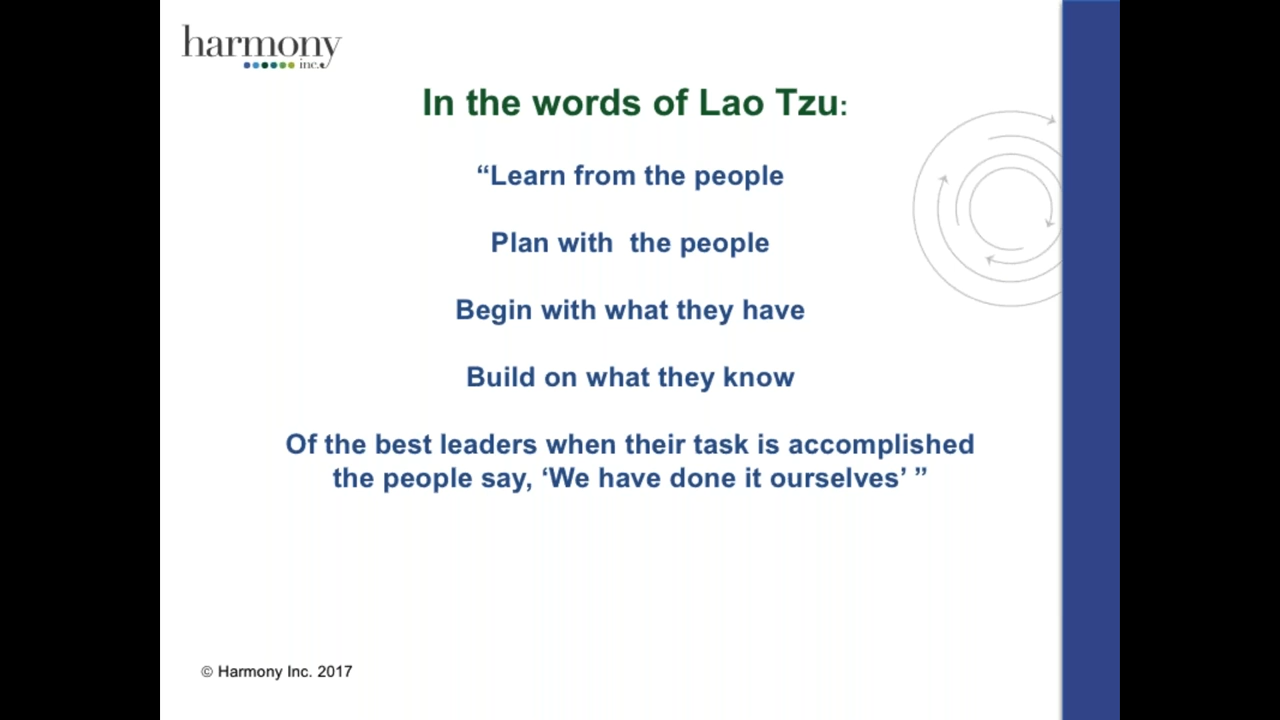 harmony
inc.
In the words of Lao Tzu:
“Learn from the people
Plan with  the people
Begin with what they have
Build on what they know
Of the best leaders when their task is accomplished
the people say, ‘We have done it ourselves’ ”
© Harmony Inc. 2017